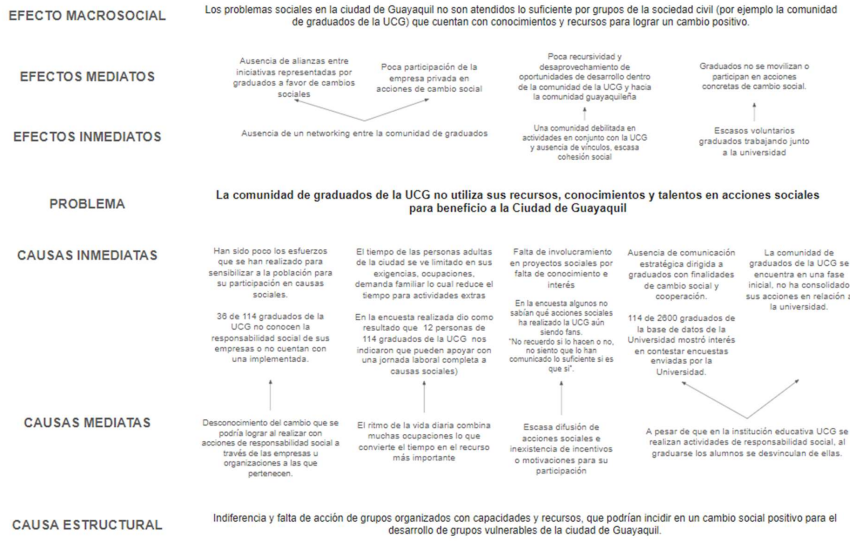 EFECTO MACROSOCIAL
Los problemas sociales en la ciudad de Guayaquil no son atendidos lo suficiente por grupos de la sociedad civil (por ejemplo la comunidad
de graduados de la UCG) que cuentan con conocimientos y recursos para lograr un cambio positivo.
EFECTOS MEDIATOS
Ausencia de alianzas entre
iniciativas representadas por
graduados a favor de cambios
sociales
Poca participación de la
empresa privada en
acciones de cambio social
Poca recursividad y
desaprovechamiento de
oportunidades de desarrollo dentro
de la comunidad de la UCG y hacia
la comunidad guayaquileña
Graduados no se movilizan o
participan en acciones
concretas de cambio social.
EFECTOS INMEDIATOS
Ausencia de un networking entre la comunidad de graduados
Una comunidad debilitada en
actividades en conjunto con la UCG
y ausencia de vínculos, escasa
cohesión social
Escasos voluntarios
graduados trabajando junto
a la universidad
PROBLEMA
La comunidad de graduados de la UCG no utiliza sus recursos, conocimientos y talentos en acciones sociales
para beneficio a la Ciudad de Guayaquil
CAUSAS INMEDIATAS
Han sido poco los esfuerzos
que se han realizado para
sensibilizar a la población para
su participación en causas
sociales.
36 de 114 graduados de la
UCG no conocen la
responsabilidad social de sus
empresas o no cuentan con
una implementada.
El tiempo de las personas adultas
de la ciudad se ve limitado en sus
exigencias, ocupaciones,
demanda familiar lo cual reduce el
tiempo para actividades extras
En la encuesta realizada dio como
resultado que 12 personas de
114 graduados de la UCG nos
indicaron que pueden apoyar con
una jornada laboral completa a
causas sociales)
Falta de involucramiento
en proyectos sociales por
falta de conocimiento e
interés
En la encuesta algunos no
sabían qué acciones sociales
ha realizado la UCG aún
siendo fans.
"No recuerdo si lo hacen o no,
no siento que lo han
comunicado lo suficiente si es
que si".
Ausencia de comunicación
estratégica dirigida a
graduados con finalidades
de cambio social y
cooperación.
114 de 2600 graduados de
la base de datos de la
Universidad mostró interés
en contestar encuestas
enviadas por la
Universidad.
La comunidad de
graduados de la UCG se
encuentra en una fase
inicial, no ha consolidado
sus acciones en relación a
la universidad.
CAUSAS MEDIATAS
Desconocimiento del cambio que se
podría lograr al realizar con
acciones de responsabilidad social a
través de las empresas u
organizaciones a las que
pertenecen.
El ritmo de la vida diaria combina
muchas ocupaciones lo que
convierte el tiempo en el recurso
más importante
Escasa difusión de
acciones sociales e
inexistencia de incentivos
o motivaciones para su
participación
A pesar de que en la institución educativa UCG se
realizan actividades de responsabilidad social, al
graduarse los alumnos se desvinculan de ellas.
CAUSA ESTRUCTURAL
Indiferencia y falta de acción de grupos organizados con capacidades y recursos, que podrían incidir en un cambio social positivo para el
desarrollo de grupos vulnerables de la ciudad de Guayaquil.